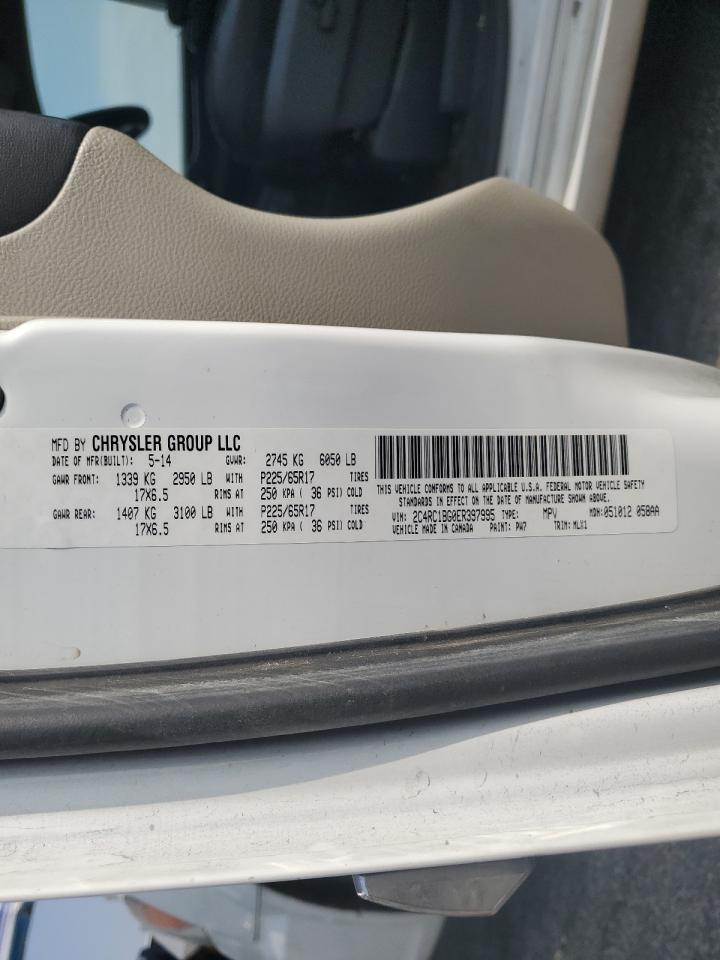 MFD BY CHRYSLER GROUP LLC
DATE OF MFR(BUILT): 5-14 GVWR: 2745 KG 6050 LB
GAWR FRONT: 1339 KG 2950 LB WITH P225/65R17 TIRES
17X6.5 RIMS AT 250 KPA ( 36 PSI) COLD
GAWR REAR: 1407 KG 3100 LB WITH P225/65R17 TIRES
17X6.5 RIMS AT 250 KPA ( 36 PSI) COLD
THIS VEHICLE CONFORMS TO ALL APPLICABLE U.S.A. FEDERAL MOTOR VEHICLE SAFETY
STANDARDS IN EFFECT ON THE DATE OF MANUFACTURE SHOWN ABOVE.
VIN: 2C4RC1BG0ER397995 TYPE: MPV MDH: 051012 058AA
VEHICLE MADE IN CANADA PAINT: PW7 TRIM: MLX1